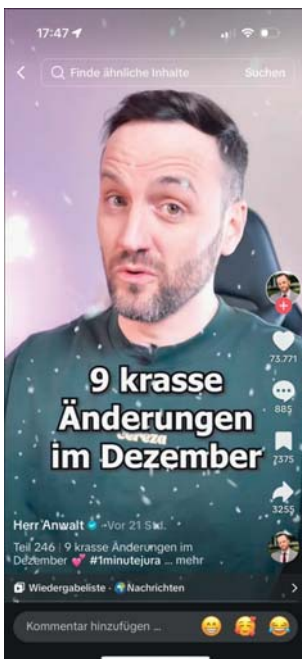 17:47
Finde ähnliche Inhalte Suchen
9 krasse
Änderungen
im Dezember
73.771
885
7375
3255
Herr Anwalt · Vor 21 Std.
Teil 246 | 9 krasse Änderungen im
Dezember 💕 #1minutejura ... mehr
Wiedergabeliste · 🌍Nachrichten
Kommentar hinzufügen ...